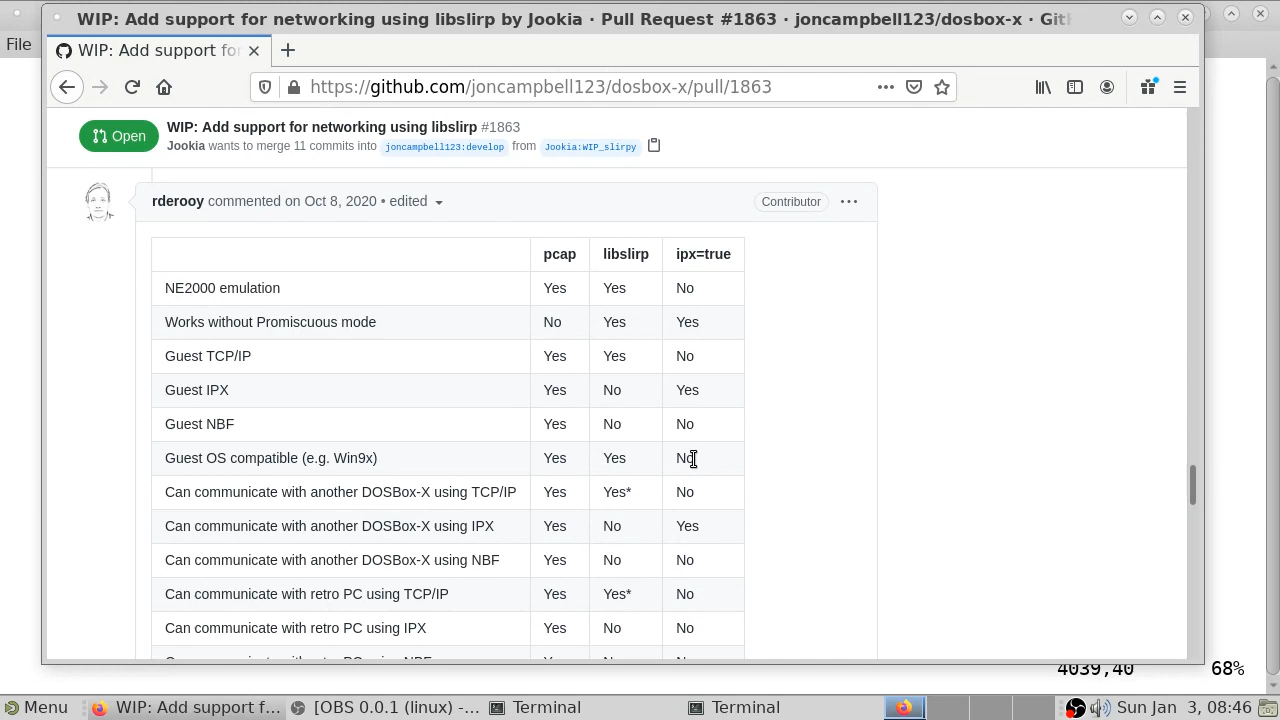 WIP: Add support for networking using libslirp by Jookia · Pull Request #1863 · joncampbell123/dosbox-x · Git
File
WIP: Add support fo
https://github.com/joncampbell123/dosbox-x/pull/1863
Open
WIP: Add support for networking using libslirp #1863
Jookia wants to merge 11 commits into joncampbell123:develop from Jookia:WIP_slirpy
rderooy commented on Oct 8, 2020 • edited
Contributor
pcap libslirp ipx=true
NE2000 emulation Yes Yes No
Works without Promiscuous mode No Yes Yes
Guest TCP/IP Yes Yes No
Guest IPX Yes No Yes
Guest NBF Yes No No
Guest OS compatible (e.g. Win9x) Yes Yes No
Can communicate with another DOSBox-X using TCP/IP Yes Yes* No
Can communicate with another DOSBox-X using IPX Yes No Yes
Can communicate with another DOSBox-X using NBF Yes No No
Can communicate with retro PC using TCP/IP Yes Yes* No
Can communicate with retro PC using IPX Yes No No
4039,40 68%
Menu WIP: Add support f... [OBS 0.0.1 (linux) -... Terminal Terminal Sun Jan 3, 08:46